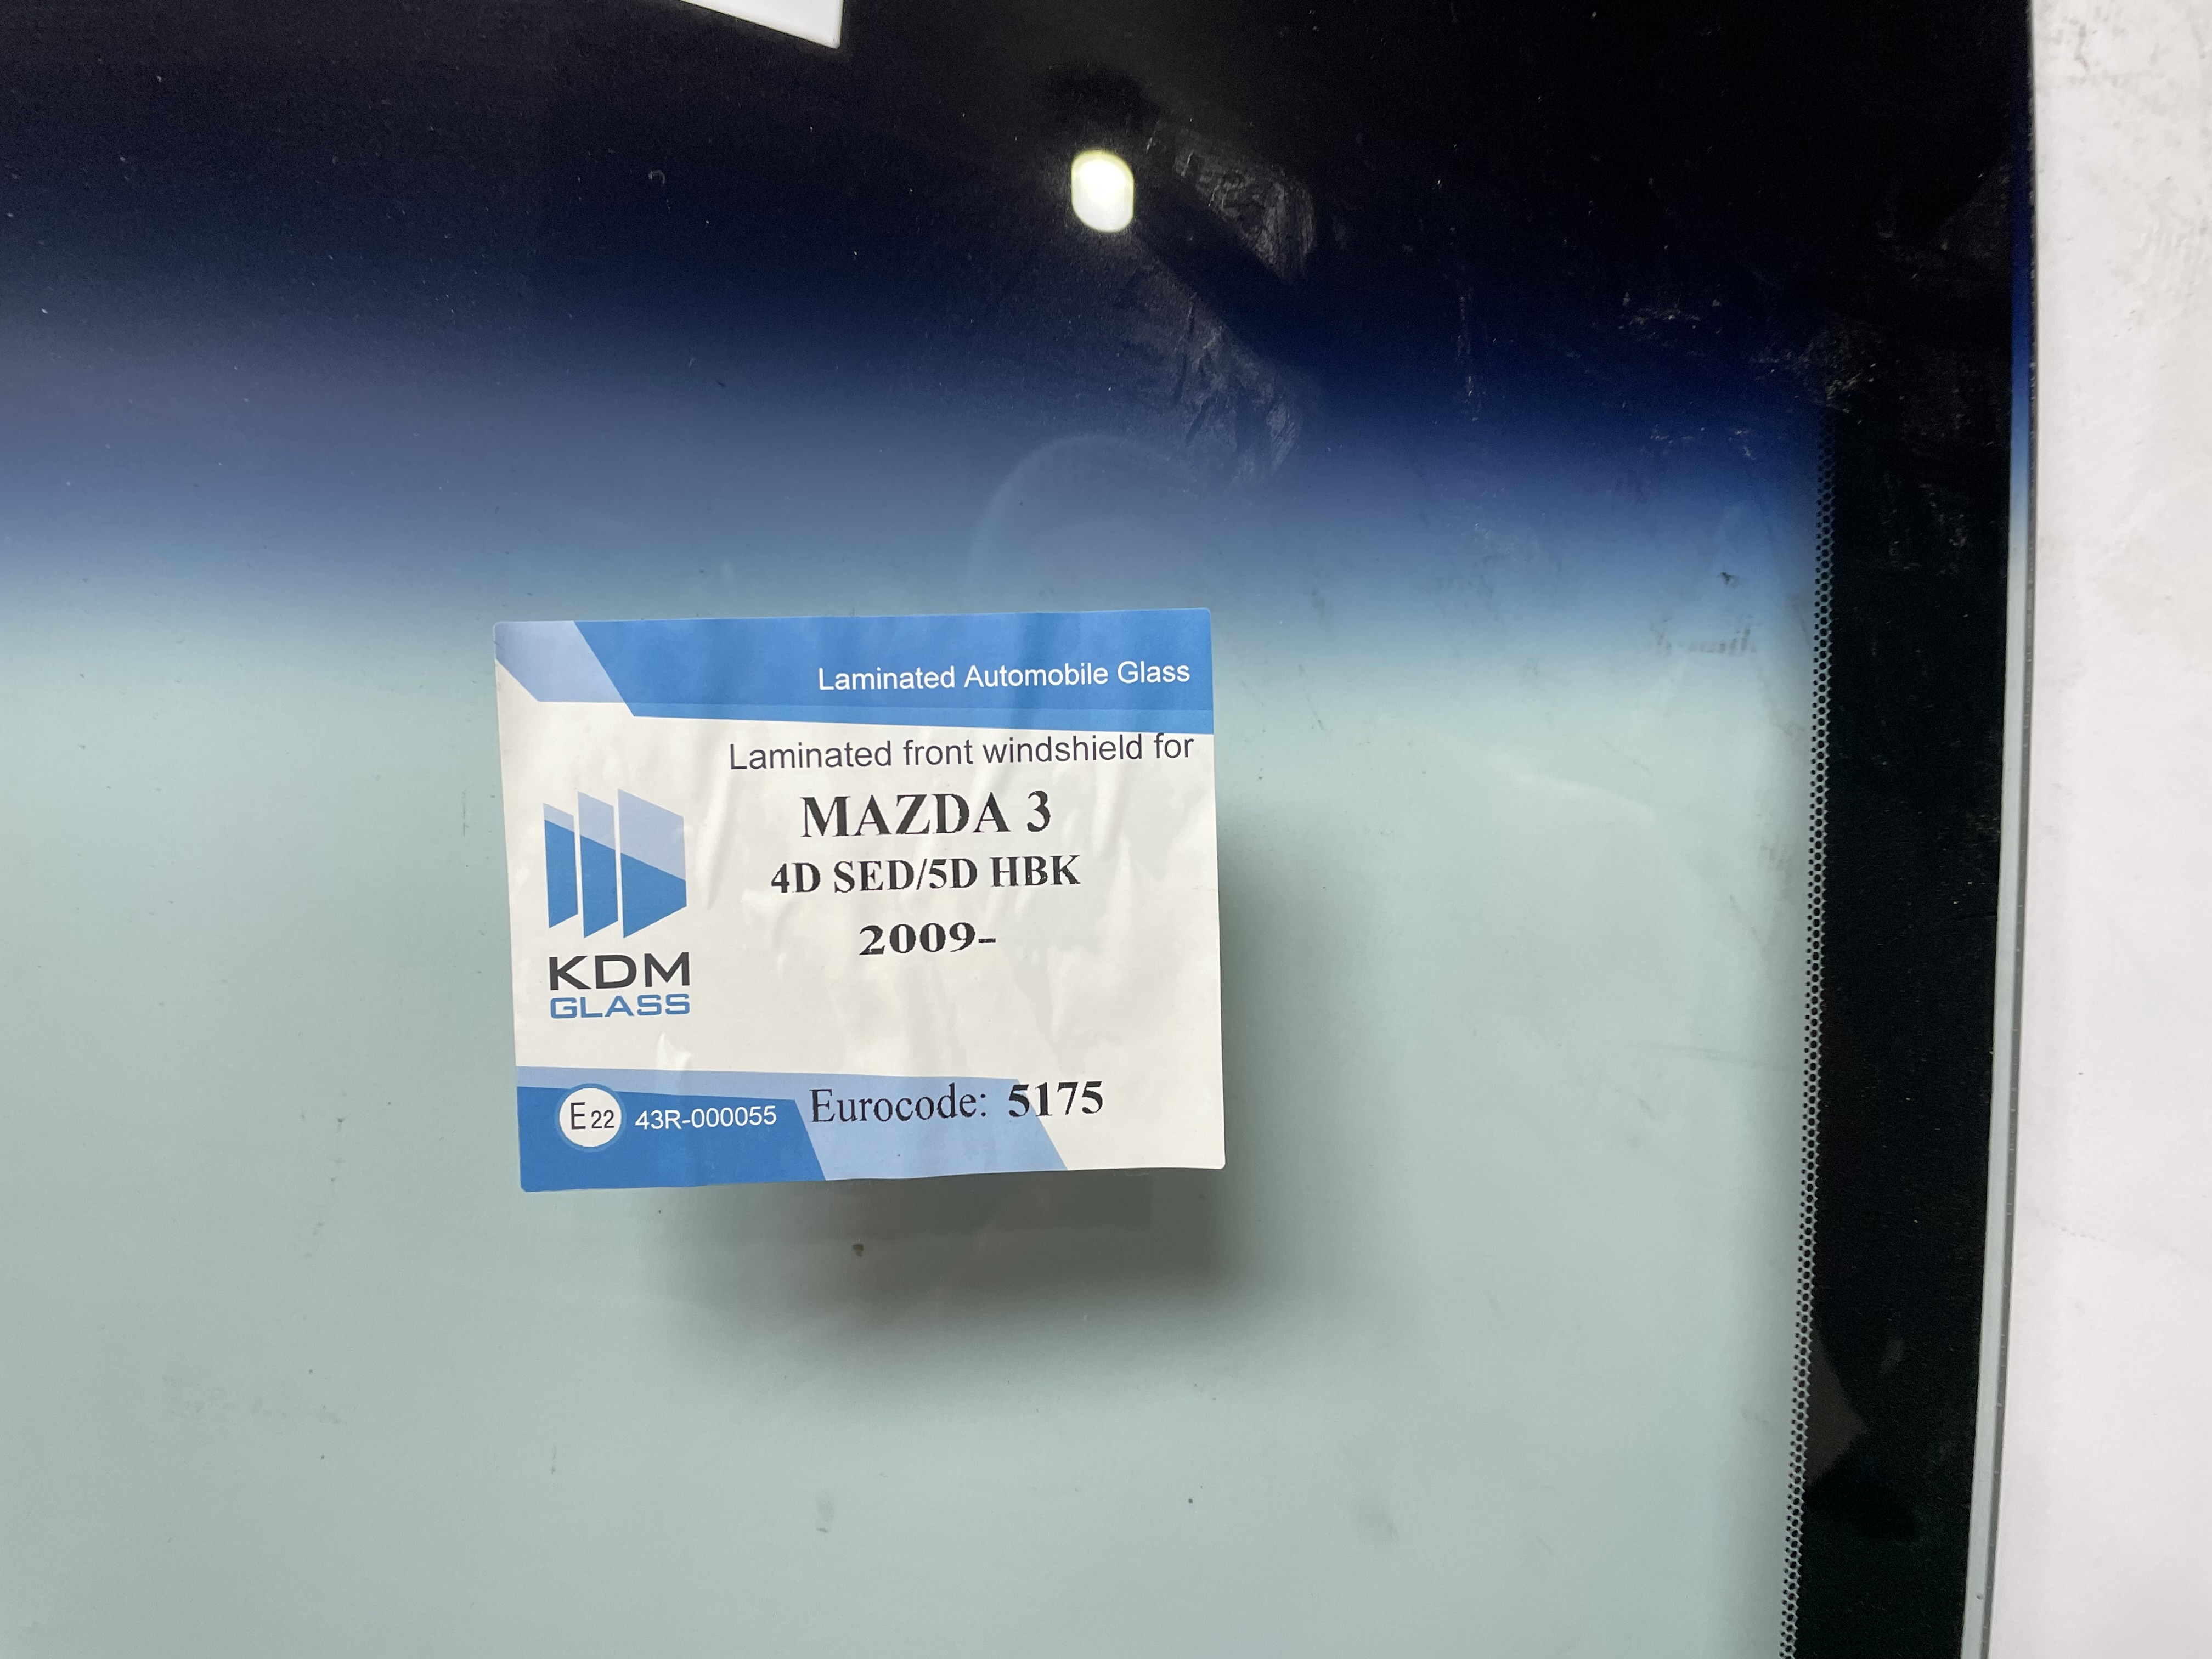 Laminated Automobile Glass
Laminated front windshield for
MAZDA 3
4D SED/5D HBK
2009-
KDM
GLASS
E22 43R-000055
Eurocode: 5175